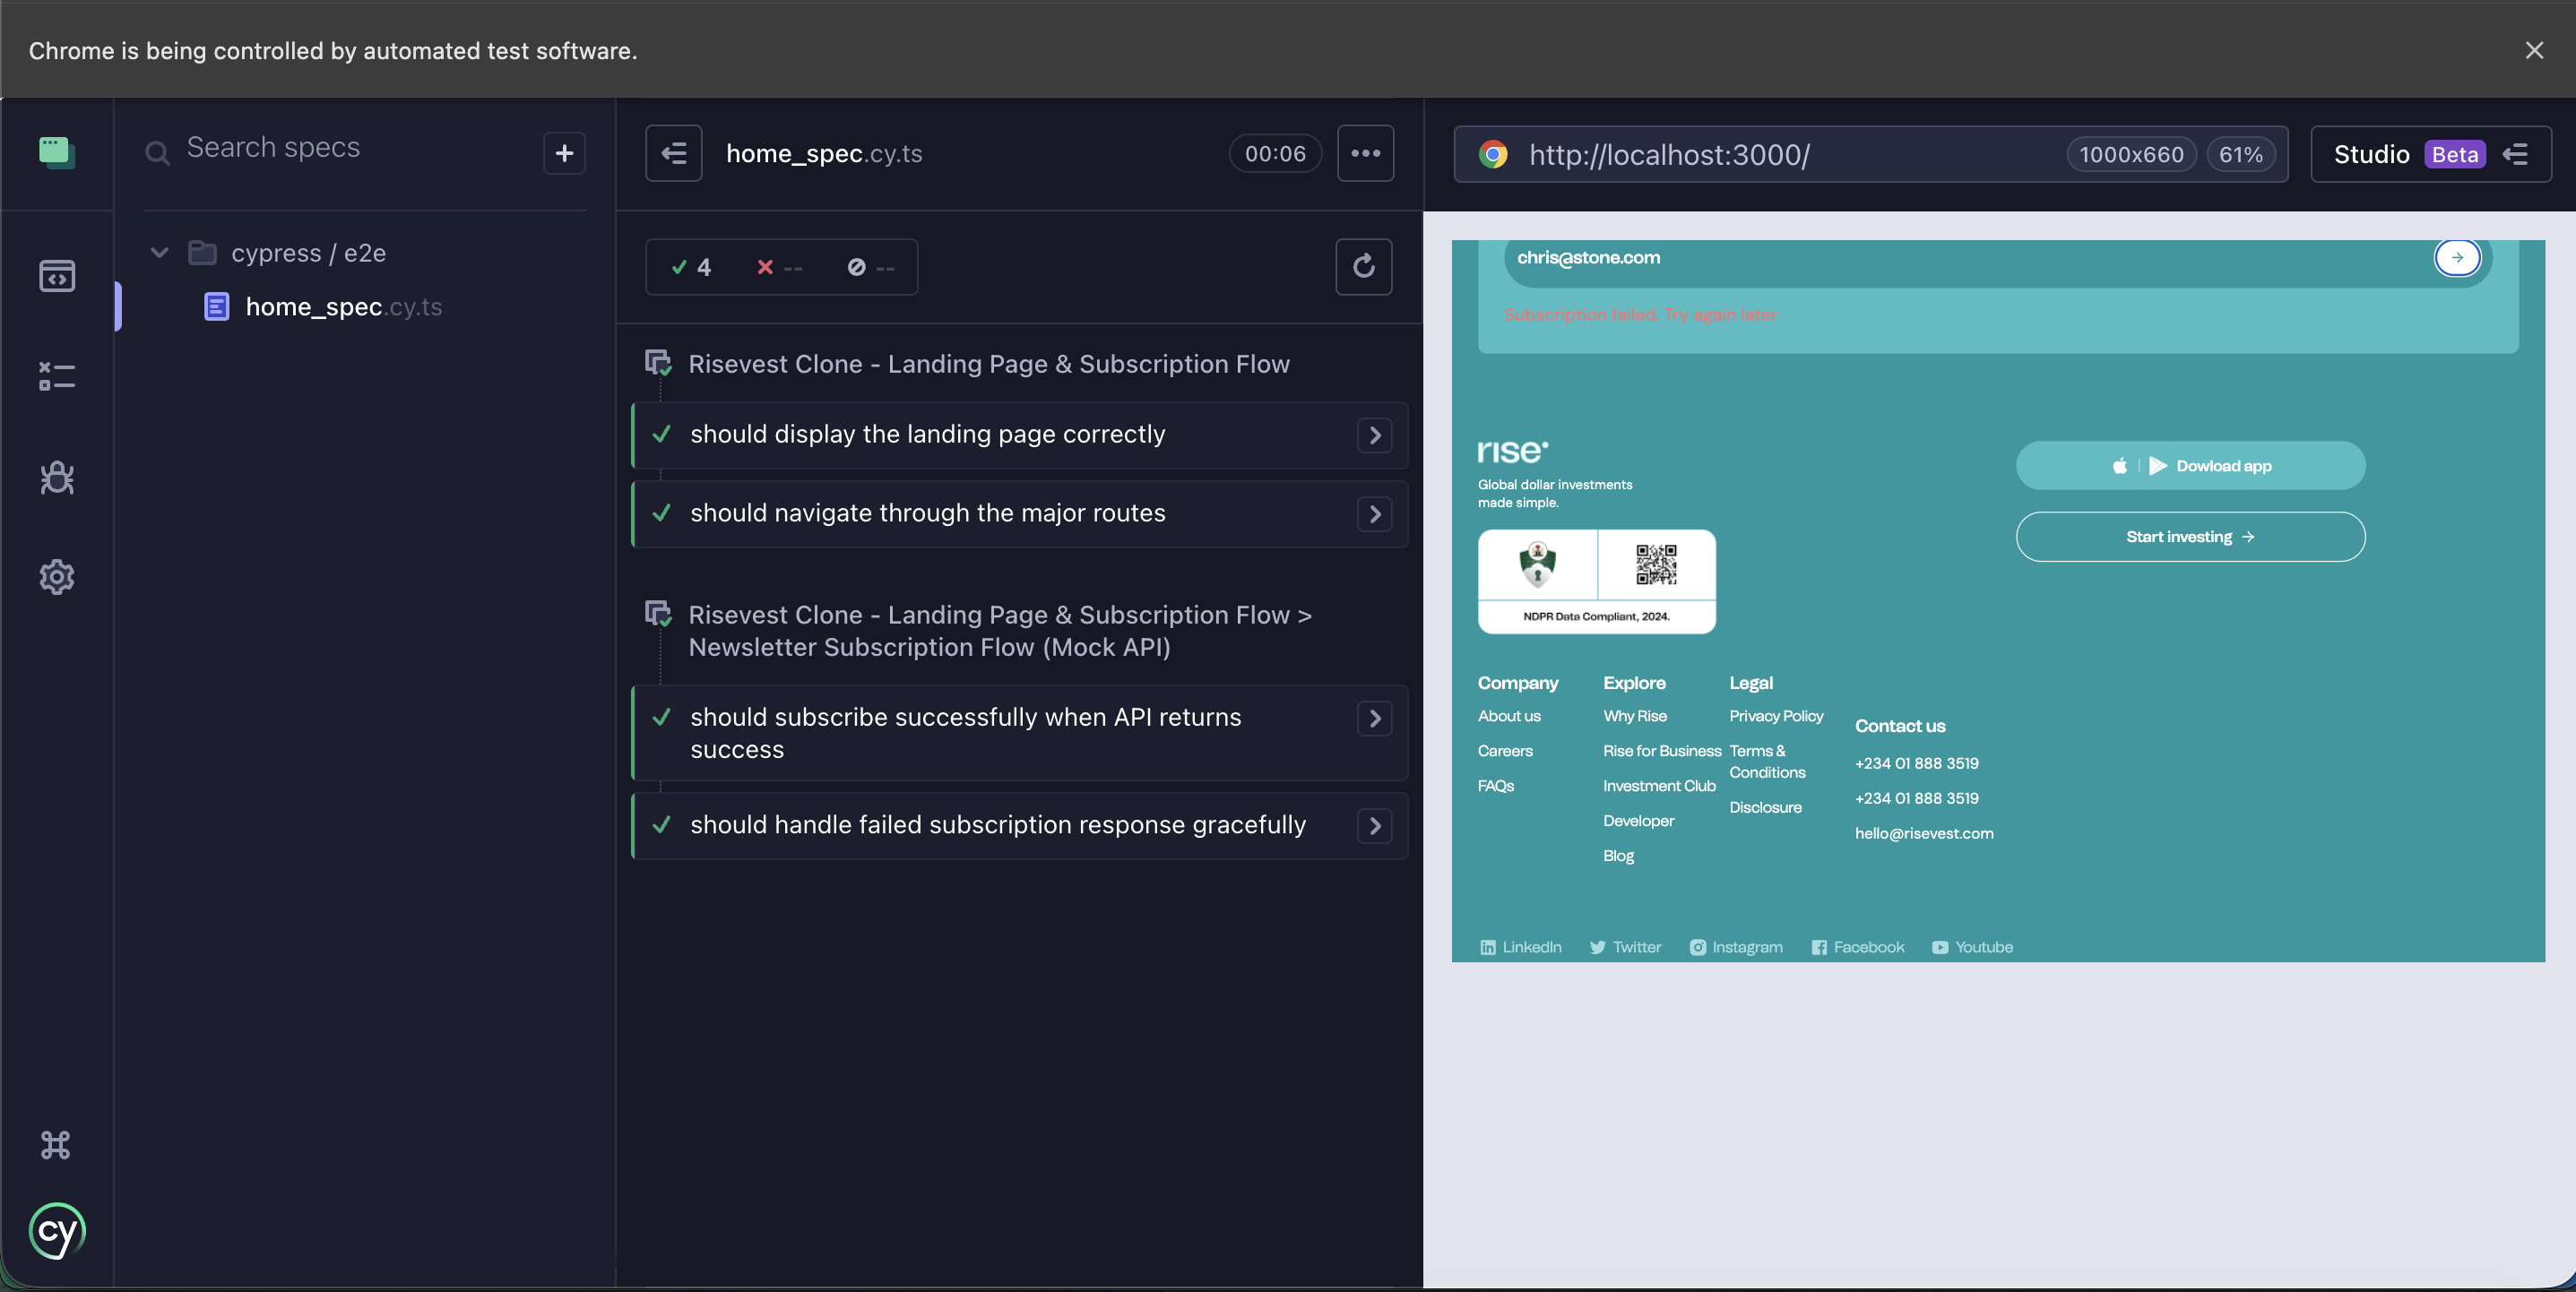 Chrome is being controlled by automated test software.
Search specs
cypress / e2e
home_spec.cy.ts
home_spec.cy.ts
00:06
4
--
--
Risevest Clone - Landing Page & Subscription Flow
should display the landing page correctly
should navigate through the major routes
Risevest Clone - Landing Page & Subscription Flow >
Newsletter Subscription Flow (Mock API)
should subscribe successfully when API returns
success
should handle failed subscription response gracefully
http://localhost:3000/
1000x660
61%
Studio Beta
chris@stone.com
Subscription failed. Try again later.
rise
Global dollar investments
made simple.
NDPR Data Compliant, 2024.
Dowload app
Start investing →
Company
About us
Careers
FAQs
Explore
Why Rise
Rise for Business
Investment Club
Developer
Blog
Legal
Privacy Policy
Terms &
Conditions
Disclosure
Contact us
+234 01 888 3519
+234 01 888 3519
hello@risevest.com
LinkedIn
Twitter
Instagram
Facebook
Youtube
cy